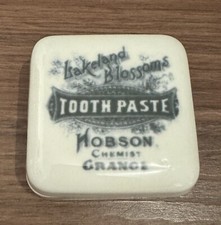 Lakeland
Blossoms
TOOTH PASTE
HOBSON
CHEMIST
GRANGE